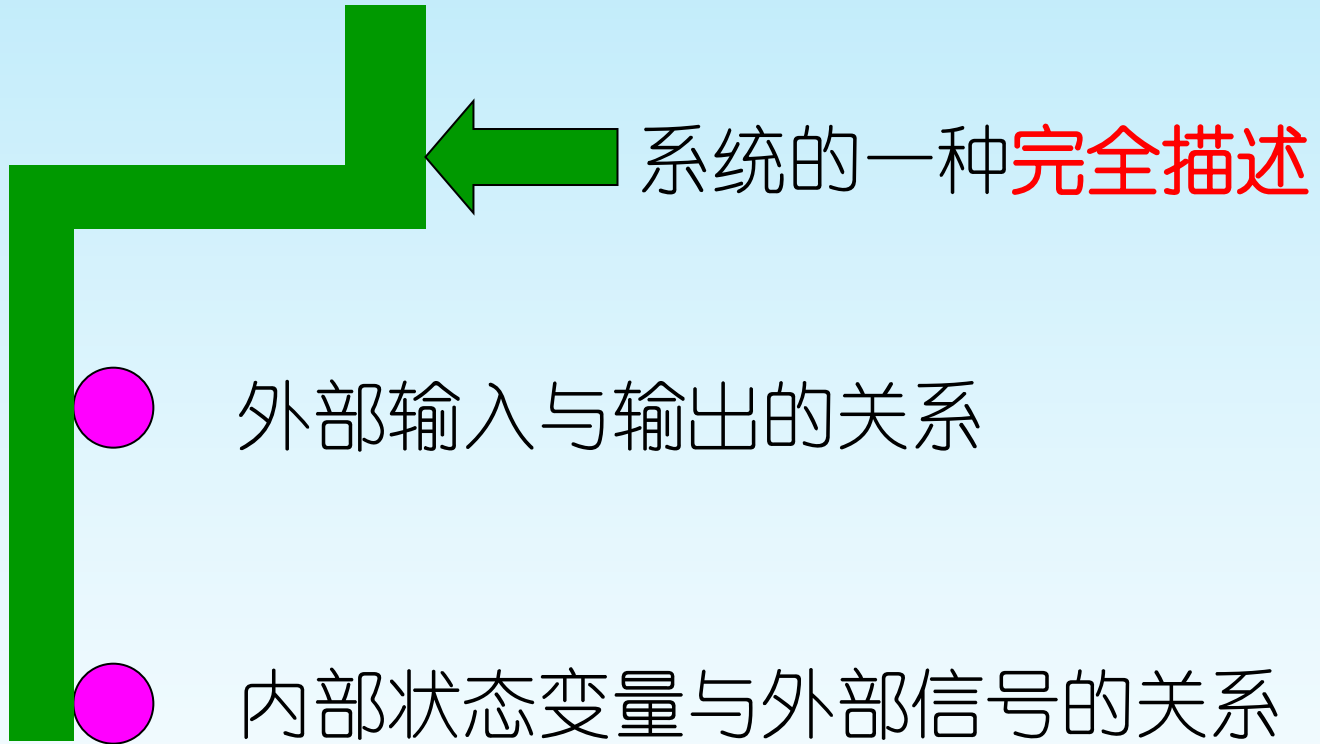 系统的一种完全描述
外部输入与输出的关系
内部状态变量与外部信号的关系